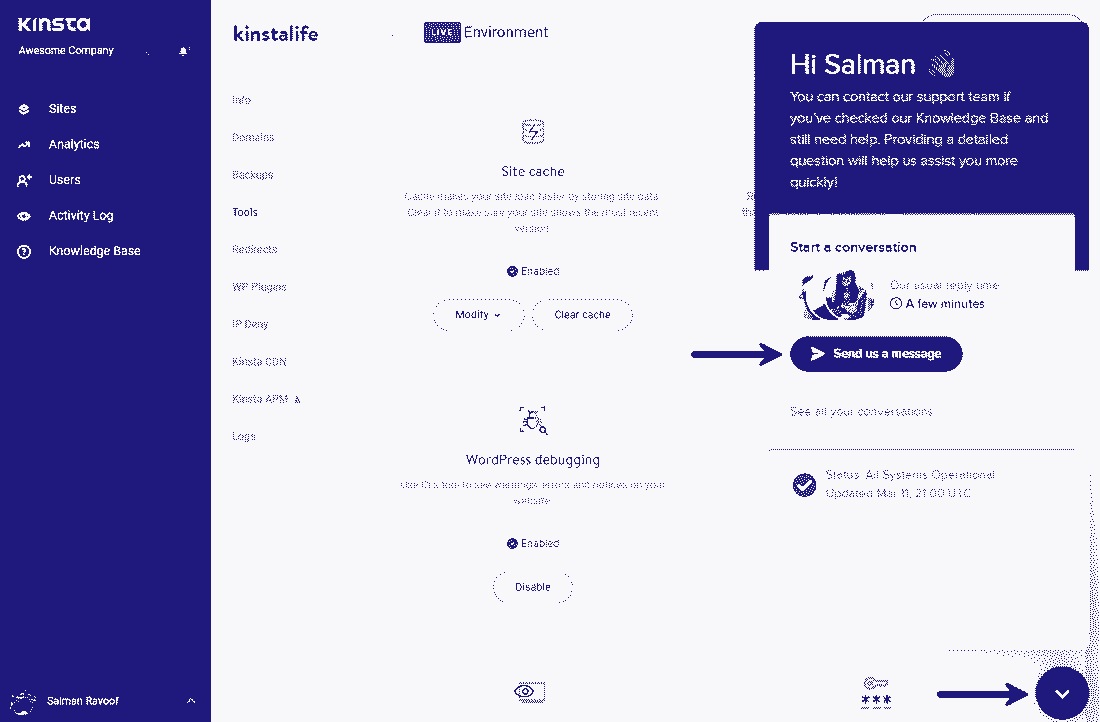 KINSTA
Awesome Company
Sites
Analytics
Users
Activity Log
Knowledge Base
Salman Ravoof
kinstalife
LIVE Environment
Info
Domains
Backups
Tools
Redirects
WP Plugins
IP Deny
Kinsta CDN
Kinsta APM
Logs
Site cache
Cache makes your site load faster by storing site data.
Clear it to make sure your site shows the most recent
version.
Enabled
Modify
Clear cache
WordPress debugging
Use this tool to see warnings, errors and notices on your
website.
Enabled
Disable
Hi Salman
You can contact our support team if
you've checked our Knowledge Base and
still need help. Providing a detailed
question will help us assist you more
quickly!
Start a conversation
Our usual reply time
A few minutes
Send us a message
See all your conversations
Status: All Systems Operational
Updated Mar 11, 21:00 UTC
***